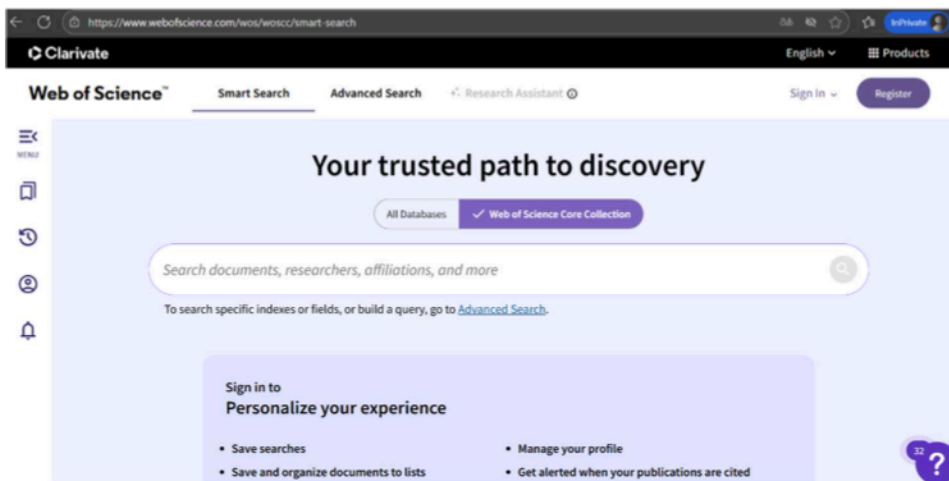 https://www.webofscience.com/wos/woscc/smart-search
InPrivate
Clarivate
English
Products
Web of Science™
Smart Search
Advanced Search
Research Assistant
Sign In
Register
MENU
Your trusted path to discovery
All Databases
Web of Science Core Collection
Search documents, researchers, affiliations, and more
To search specific indexes or fields, or build a query, go to Advanced Search.
Sign in to
Personalize your experience
• Save searches
• Manage your profile
• Save and organize documents to lists
• Get alerted when your publications are cited
32
?